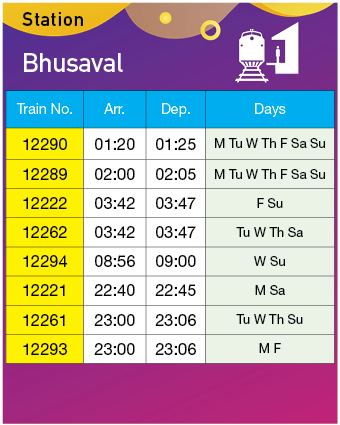 Station
Bhusaval
1
Train No. Arr. Dep. Days
12290 01:20 01:25 M Tu W Th F Sa Su
12289 02:00 02:05 M Tu W Th F Sa Su
12222 03:42 03:47 F Su
12262 03:42 03:47 Tu W Th Sa
12294 08:56 09:00 W Su
12221 22:40 22:45 M Sa
12261 23:00 23:06 Tu W Th Su
12293 23:00 23:06 M F